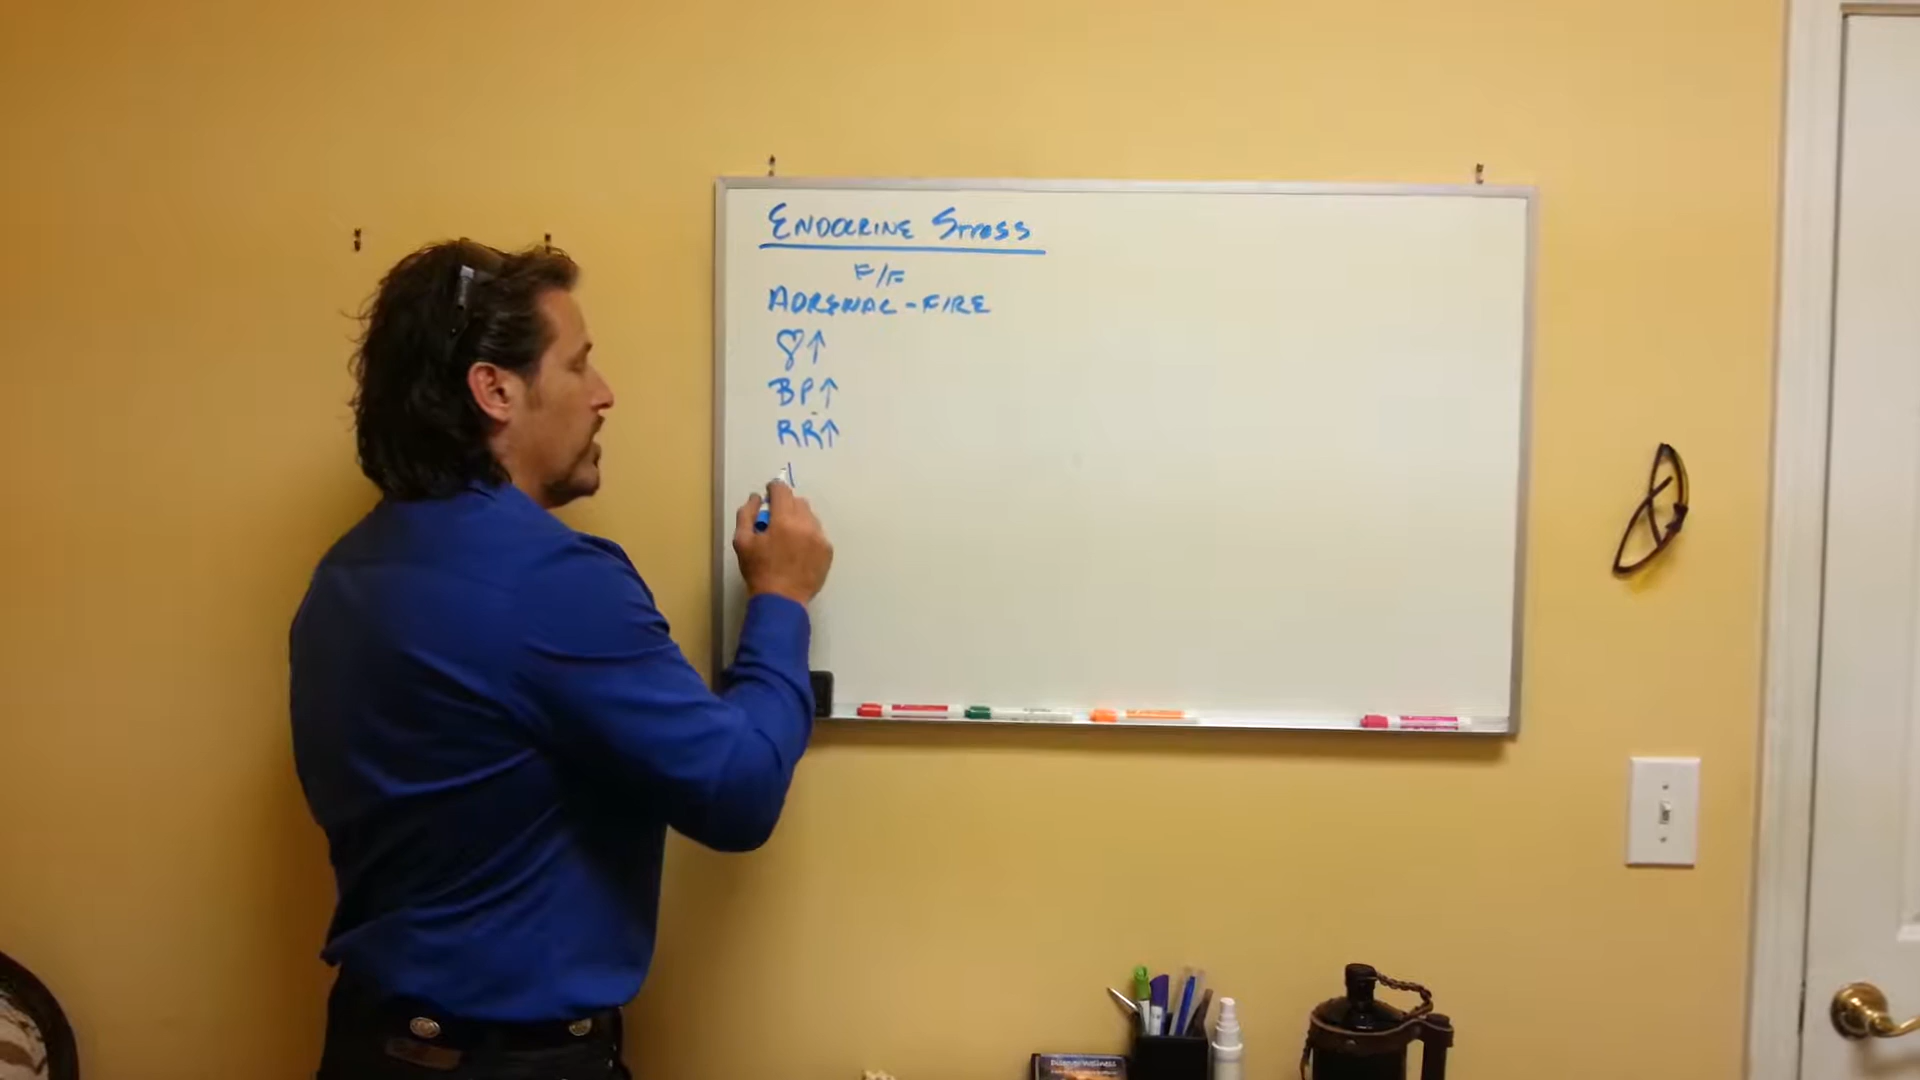 ENDOCRINE STRESS
F/F
ADRENAL - FIRE
♡↑
BP↑
RR↑